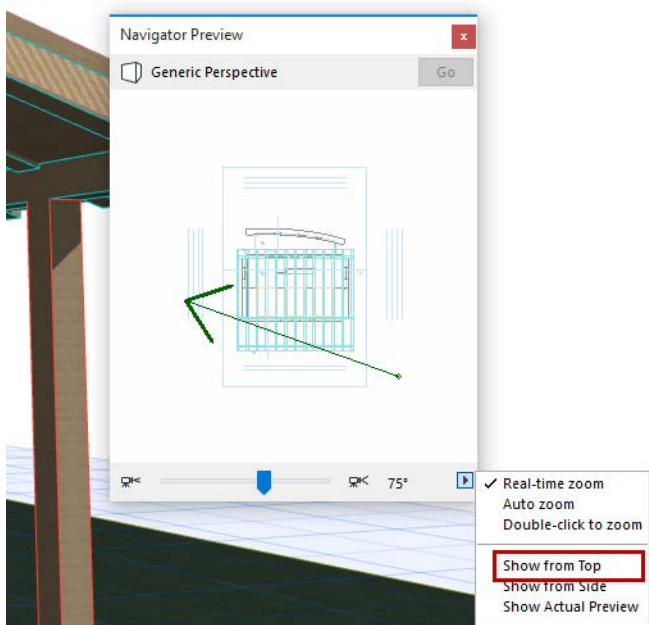 Navigator Preview
x
Generic Perspective
Go
75°
✓ Real-time zoom
Auto zoom
Double-click to zoom
Show from Top
Show from Side
Show Actual Preview